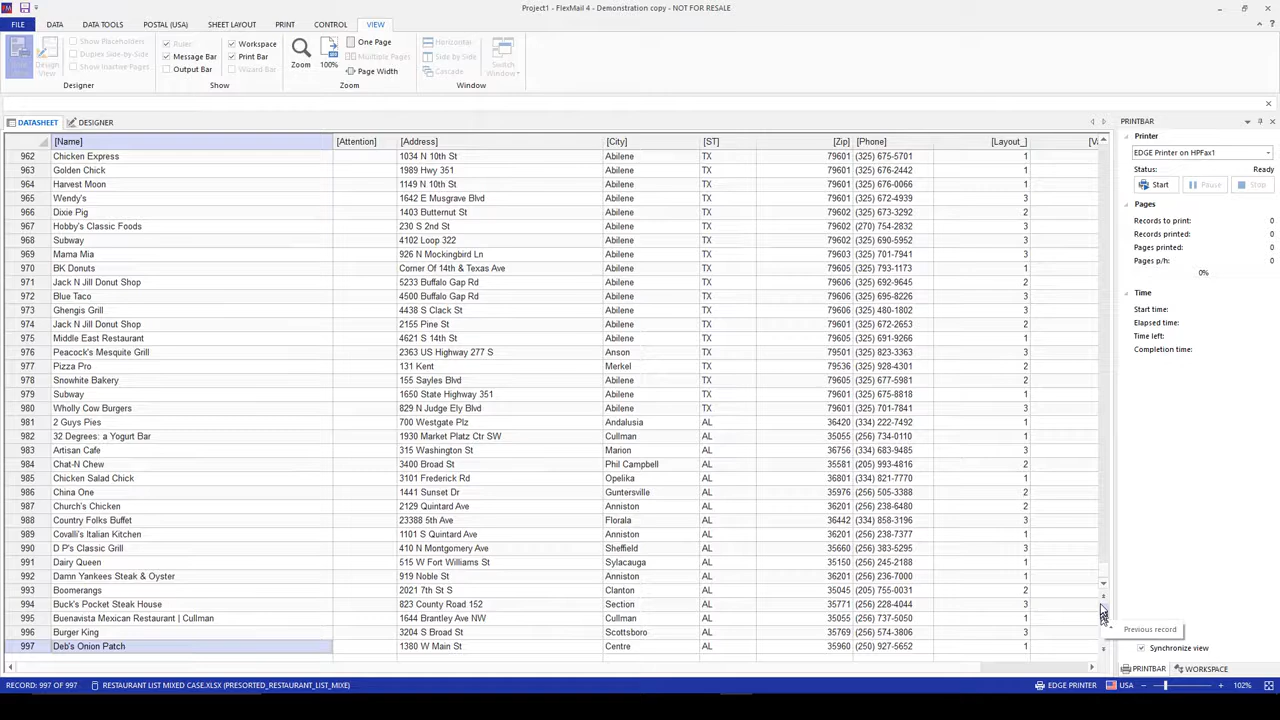 Project1 - FlexMail 4 - Demonstration copy - NOT FOR RESALE
FILE DATA DATA TOOLS POSTAL (USA) SHEET LAYOUT PRINT CONTROL VIEW
Print View Design View Show Placeholders Duplex Side-by-Side Show Inactive Pages Designer
Ruler Message Bar Output Bar Workspace Print Bar Wizard Bar Show
Zoom 100% One Page Multiple Pages Page Width Zoom
Horizontal Side by Side Cascade Switch Window Window
DATASHEET DESIGNER
[Name] [Attention] [Address] [City] [ST] [Zip] [Phone] [Layout_]
962 Chicken Express 1034 N 10th St Abilene TX 79601 (325) 675-5701 1
963 Golden Chick 1989 Hwy 351 Abilene TX 79601 (325) 676-2442 1
964 Harvest Moon 1149 N 10th St Abilene TX 79601 (325) 676-0066 1
965 Wendy's 1642 E Musgrave Blvd Abilene TX 79601 (325) 672-4939 3
966 Dixie Pig 1403 Butternut St Abilene TX 79602 (325) 673-3292 2
967 Hobby's Classic Foods 230 S 2nd St Abilene TX 79602 (270) 754-2832 3
968 Subway 4102 Loop 322 Abilene TX 79602 (325) 690-5952 3
969 Mama Mia 926 N Mockingbird Ln Abilene TX 79603 (325) 701-7941 3
970 BK Donuts Corner Of 14th & Texas Ave Abilene TX 79605 (325) 793-1173 1
971 Jack N Jill Donut Shop 5233 Buffalo Gap Rd Abilene TX 79606 (325) 692-9645 2
972 Blue Taco 4500 Buffalo Gap Rd Abilene TX 79606 (325) 695-8226 3
973 Ghengis Grill 4438 S Clack St Abilene TX 79606 (325) 480-1802 3
974 Jack N Jill Donut Shop 2155 Pine St Abilene TX 79601 (325) 672-2653 2
975 Middle East Restaurant 4621 S 14th St Abilene TX 79605 (325) 691-9266 1
976 Peacock's Mesquite Grill 2363 US Highway 277 S Anson TX 79501 (325) 823-3363 3
977 Pizza Pro 131 Kent Merkel TX 79536 (325) 928-4301 2
978 Snowhite Bakery 155 Sayles Blvd Abilene TX 79605 (325) 677-5981 2
979 Subway 1650 State Highway 351 Abilene TX 79601 (325) 675-8818 1
980 Wholly Cow Burgers 829 N Judge Ely Blvd Abilene TX 79601 (325) 701-7841 3
981 2 Guys Pies 700 Westgate Plz Andalusia AL 36420 (334) 222-7492 1
982 32 Degrees: a Yogurt Bar 1930 Market Platz Ctr SW Cullman AL 35055 (256) 734-0110 1
983 Artisan Cafe 315 Washington St Marion AL 36756 (334) 683-9485 3
984 Chat-N Chew 3400 Broad St Phil Campbell AL 35581 (205) 993-4816 2
985 Chicken Salad Chick 3101 Frederick Rd Opelika AL 36801 (334) 821-7770 1
986 China One 1441 Sunset Dr Guntersville AL 35976 (256) 505-3388 2
987 Church's Chicken 2129 Quintard Ave Anniston AL 36201 (256) 238-6480 2
988 Country Folks Buffet 23388 5th Ave Florala AL 36442 (334) 858-3196 3
989 Covalli's Italian Kitchen 1101 S Quintard Ave Anniston AL 36201 (256) 238-7377 1
990 D P's Classic Grill 410 N Montgomery Ave Sheffield AL 35660 (256) 383-5295 3
991 Dairy Queen 515 W Fort Williams St Sylacauga AL 35150 (256) 245-2188 1
992 Damn Yankees Steak & Oyster 919 Noble St Anniston AL 36201 (256) 236-7000 1
993 Boomerangs 2021 7th St S Clanton AL 35045 (205) 755-0031 2
994 Buck's Pocket Steak House 823 County Road 152 Section AL 35771 (256) 228-4044 3
995 Buenavista Mexican Restaurant | Cullman 1644 Brantley Ave NW Cullman AL 35055 (256) 737-5050 1
996 Burger King 3204 S Broad St Scottsboro AL 35769 (256) 574-3806 3
997 Deb's Onion Patch 1380 W Main St Centre AL 35960 (250) 927-5652 1
PRINTBAR
Printer
EDGE Printer on HPFax1
Status: Ready
Start Pause Stop
Pages
Records to print: 0
Records printed: 0
Pages printed: 0
Pages p/h: 0
0%
Time
Start time:
Elapsed time:
Time left:
Completion time:
Previous record
Synchronize view
PRINTBAR WORKSPACE
RECORD: 997 OF 997 RESTAURANT LIST MIXED CASE.XLSX (PRESORTED_RESTAURANT_LIST_MIXE) EDGE PRINTER USA 102%